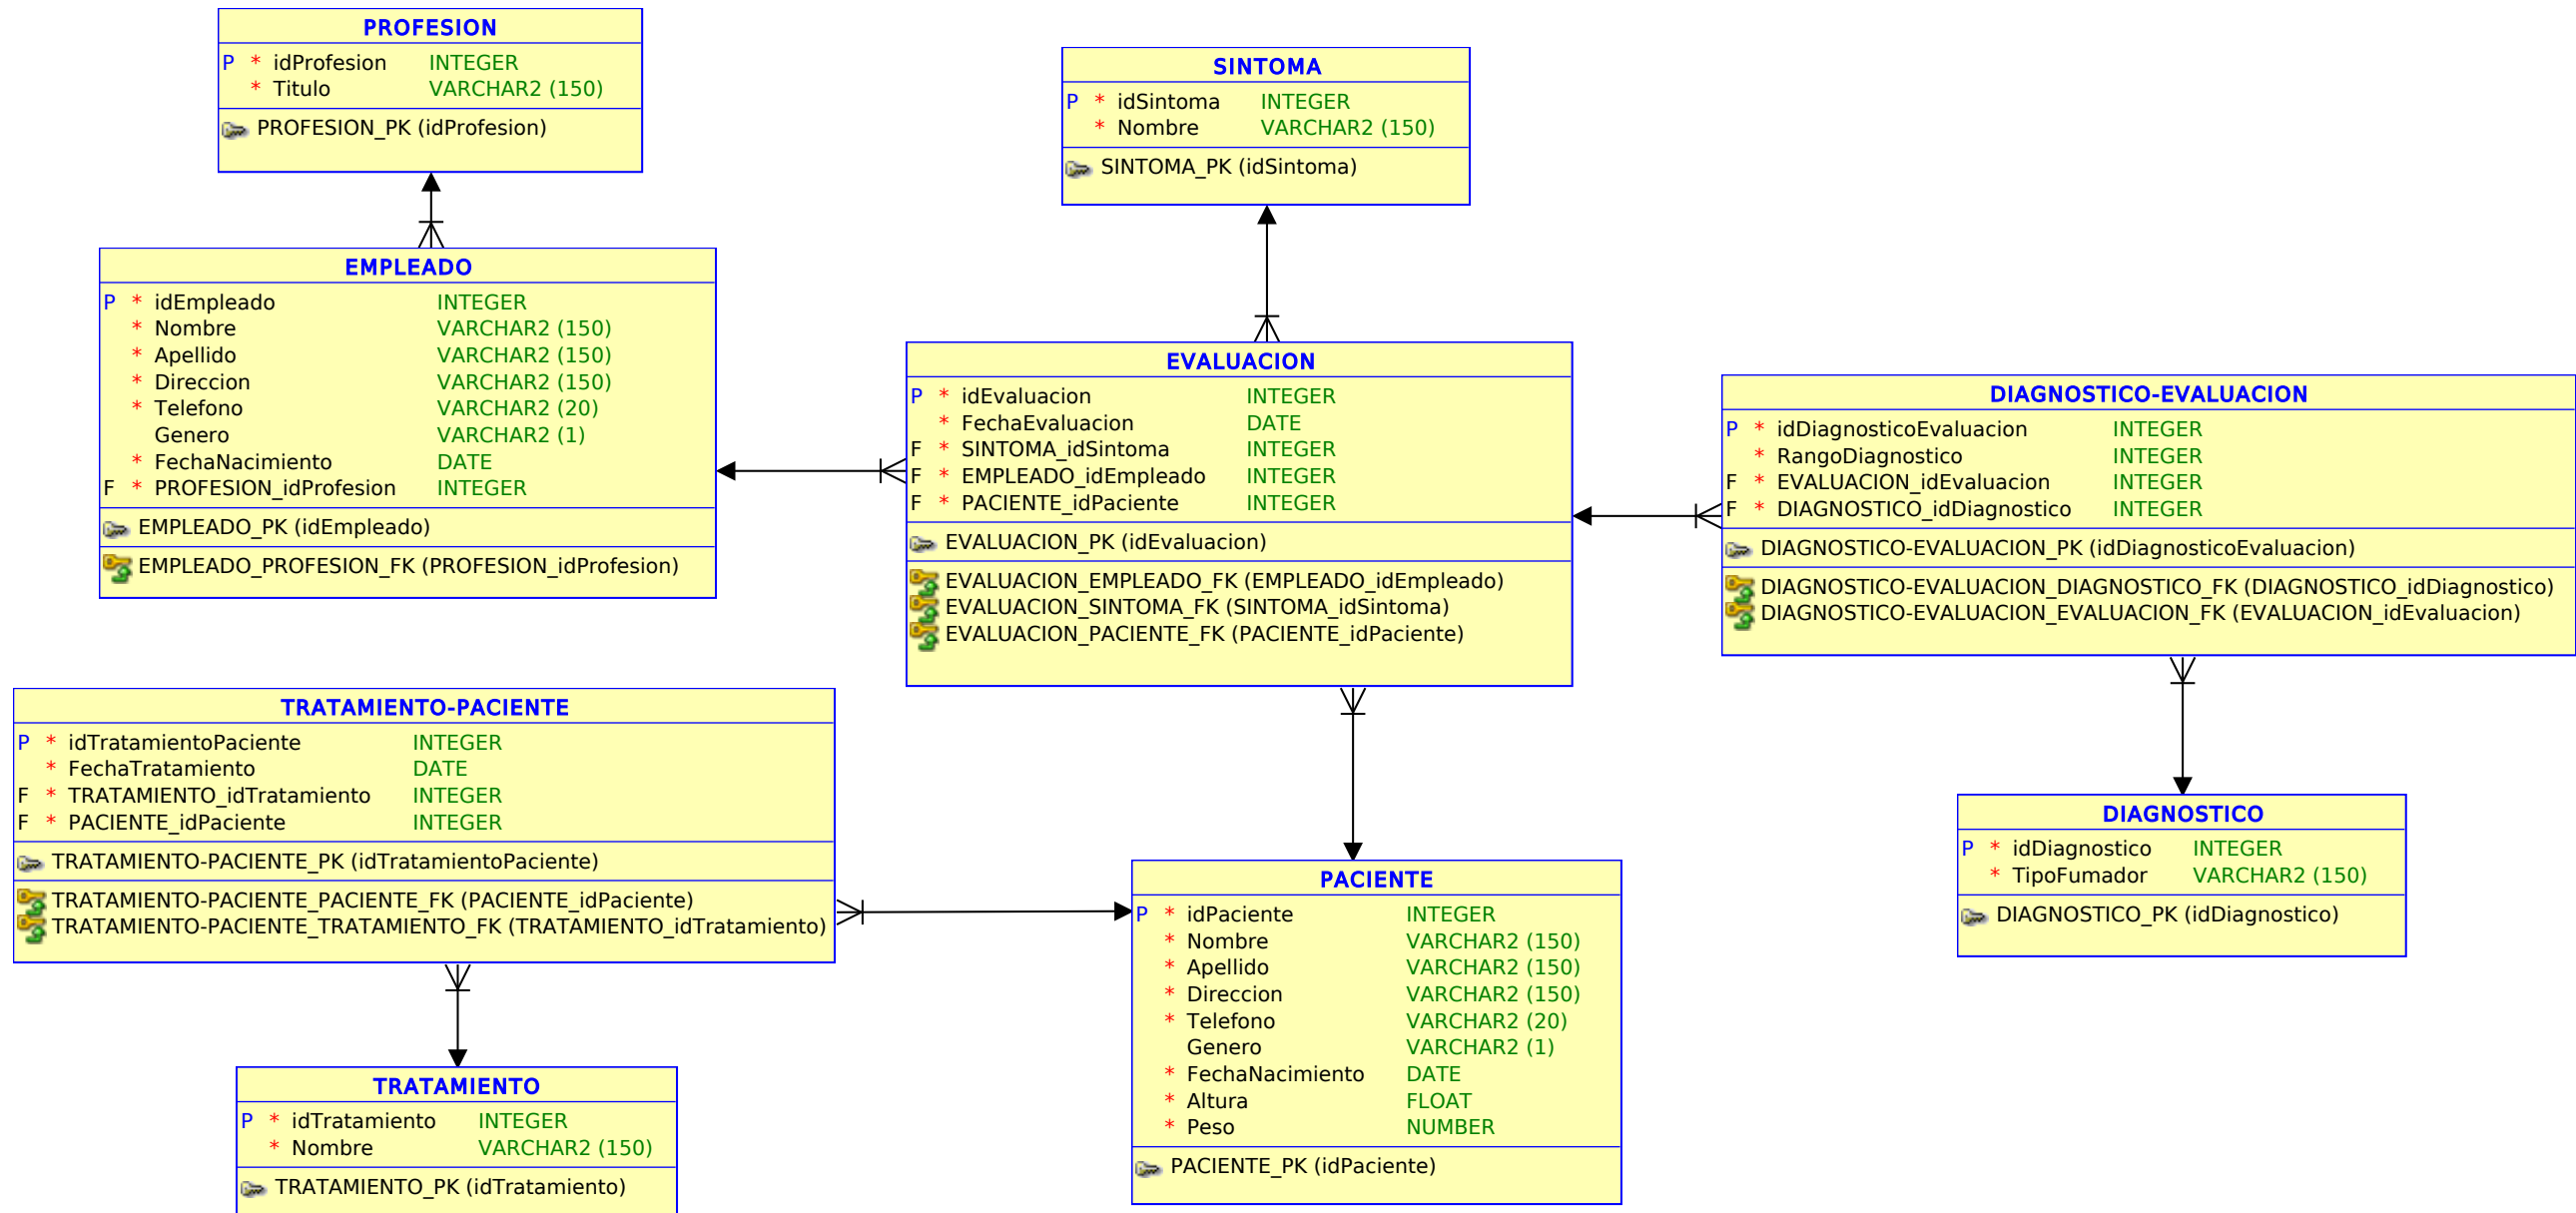 PROFESION
P * idProfesion INTEGER
* Titulo VARCHAR2 (150)
PROFESION_PK (idProfesion)
SINTOMA
P * idSintoma INTEGER
* Nombre VARCHAR2 (150)
SINTOMA_PK (idSintoma)
EMPLEADO
P * idEmpleado INTEGER
* Nombre VARCHAR2 (150)
* Apellido VARCHAR2 (150)
* Direccion VARCHAR2 (150)
* Telefono VARCHAR2 (20)
Genero VARCHAR2 (1)
* FechaNacimiento DATE
F * PROFESION_idProfesion INTEGER
EMPLEADO_PK (idEmpleado)
EMPLEADO_PROFESION_FK (PROFESION_idProfesion)
EVALUACION
P * idEvaluacion INTEGER
* FechaEvaluacion DATE
F * SINTOMA_idSintoma INTEGER
F * EMPLEADO_idEmpleado INTEGER
F * PACIENTE_idPaciente INTEGER
EVALUACION_PK (idEvaluacion)
EVALUACION_EMPLEADO_FK (EMPLEADO_idEmpleado)
EVALUACION_SINTOMA_FK (SINTOMA_idSintoma)
EVALUACION_PACIENTE_FK (PACIENTE_idPaciente)
DIAGNOSTICO-EVALUACION
P * idDiagnosticoEvaluacion INTEGER
* RangoDiagnostico INTEGER
F * EVALUACION_idEvaluacion INTEGER
F * DIAGNOSTICO_idDiagnostico INTEGER
DIAGNOSTICO-EVALUACION_PK (idDiagnosticoEvaluacion)
DIAGNOSTICO-EVALUACION_DIAGNOSTICO_FK (DIAGNOSTICO_idDiagnostico)
DIAGNOSTICO-EVALUACION_EVALUACION_FK (EVALUACION_idEvaluacion)
TRATAMIENTO-PACIENTE
P * idTratamientoPaciente INTEGER
* FechaTratamiento DATE
F * TRATAMIENTO_idTratamiento INTEGER
F * PACIENTE_idPaciente INTEGER
TRATAMIENTO-PACIENTE_PK (idTratamientoPaciente)
TRATAMIENTO-PACIENTE_PACIENTE_FK (PACIENTE_idPaciente)
TRATAMIENTO-PACIENTE_TRATAMIENTO_FK (TRATAMIENTO_idTratamiento)
DIAGNOSTICO
P * idDiagnostico INTEGER
* TipoFumador VARCHAR2 (150)
DIAGNOSTICO_PK (idDiagnostico)
PACIENTE
P * idPaciente INTEGER
* Nombre VARCHAR2 (150)
* Apellido VARCHAR2 (150)
* Direccion VARCHAR2 (150)
* Telefono VARCHAR2 (20)
Genero VARCHAR2 (1)
* FechaNacimiento DATE
* Altura FLOAT
* Peso NUMBER
PACIENTE_PK (idPaciente)
TRATAMIENTO
P * idTratamiento INTEGER
* Nombre VARCHAR2 (150)
TRATAMIENTO_PK (idTratamiento)